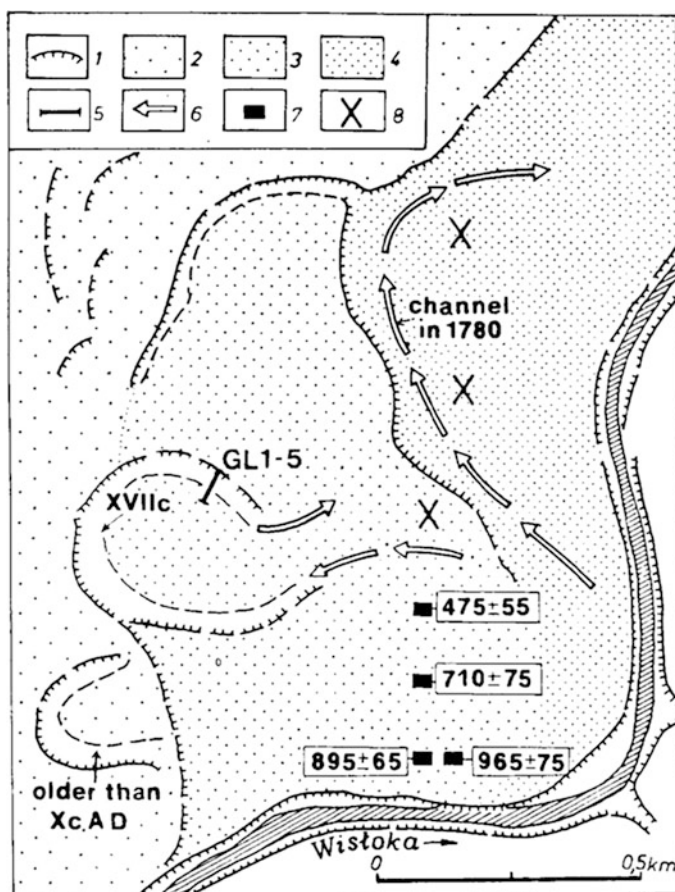 1 2 3 4
5 6 7 8
channel
in 1780
GL1-5
XVIIc
475±55
710±75
895±65 965±75
older than
Xc.AD
Wisłoka
0 0,5km